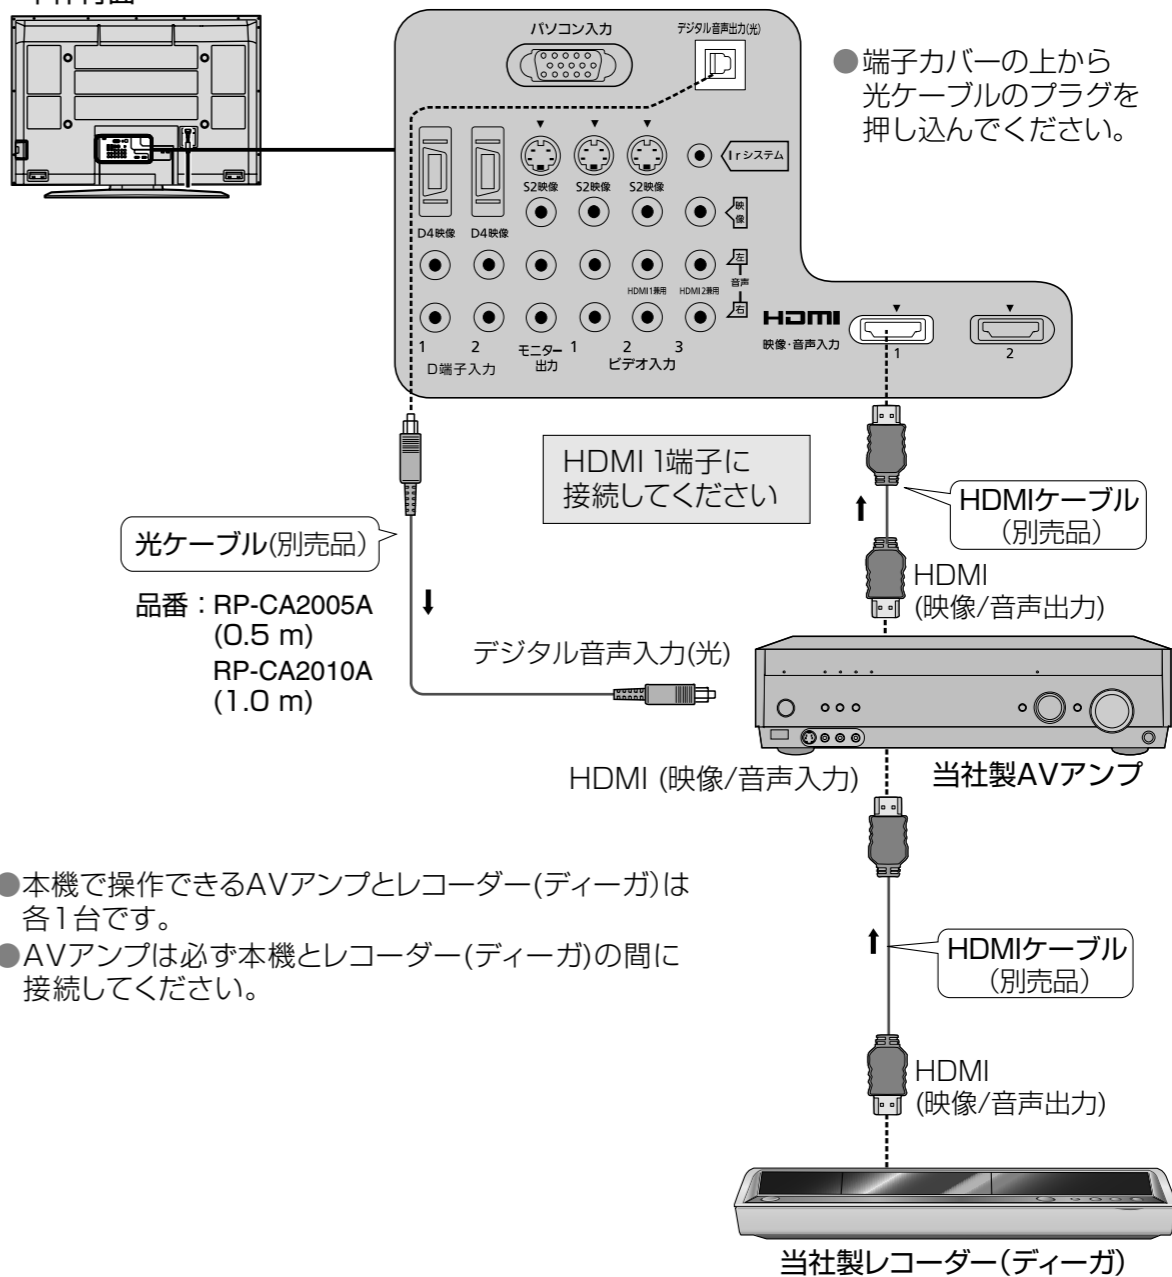 パソコン入力
デジタル音声出力(光)
●端子カバーの上から
光ケーブルのプラグを
押し込んでください。
Irシステム
S2映像 S2映像 S2映像
映像
D4映像 D4映像
左
音声
右
HDMI1兼用 HDMI2兼用
HDMI
映像・音声入力
1 2
1 2 モニター出力 1 2 3
D端子入力 ビデオ入力
HDMI 1端子に
接続してください
HDMIケーブル
(別売品)
光ケーブル(別売品)
HDMI
(映像/音声出力)
品番：RP-CA2005A
(0.5 m)
RP-CA2010A
(1.0 m)
デジタル音声入力(光)
HDMI (映像/音声入力)
当社製AVアンプ
●本機で操作できるAVアンプとレコーダー(ディーガ)は
各1台です。
●AVアンプは必ず本機とレコーダー(ディーガ)の間に
接続してください。
HDMIケーブル
(別売品)
HDMI
(映像/音声出力)
当社製レコーダー(ディーガ)